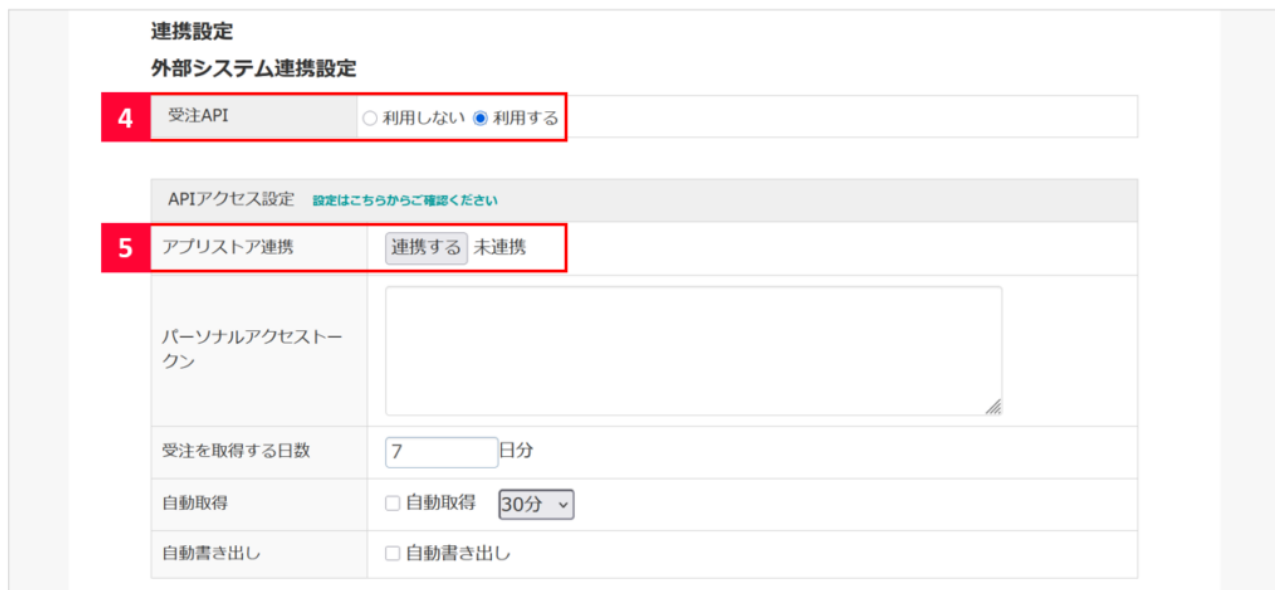 連携設定
外部システム連携設定
4 受注API 利用しない 利用する
APIアクセス設定 設定はこちらからご確認ください
5 アプリストア連携 連携する 未連携
パーソナルアクセストー
クン
受注を取得する日数 7 日分
自動取得 自動取得 30分
自動書き出し 自動書き出し